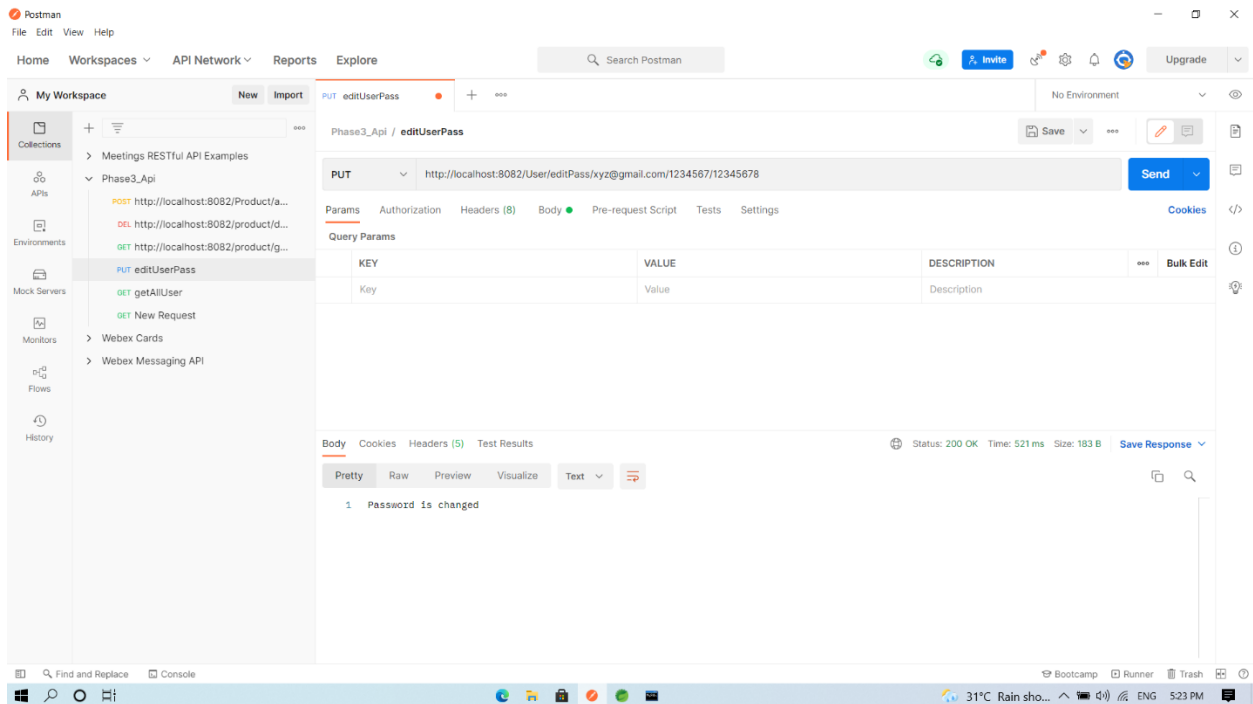 Postman
File Edit View Help
Home Workspaces API Network Reports Explore Search Postman Invite Upgrade
My Workspace New Import PUT editUserPass No Environment
Collections
APIs
Environments
Mock Servers
Monitors
Flows
History
Meetings RESTful API Examples
Phase3_Api
POST http://localhost:8082/Product/a...
DEL http://localhost:8082/product/d...
GET http://localhost:8082/product/g...
PUT editUserPass
GET getAllUser
GET New Request
Webex Cards
Webex Messaging API
Phase3_Api / editUserPass Save
PUT http://localhost:8082/User/editPass/xyz@gmail.com/1234567/12345678 Send
Params Authorization Headers (8) Body Pre-request Script Tests Settings Cookies
Query Params
KEY VALUE DESCRIPTION Bulk Edit
Key Value Description
Body Cookies Headers (5) Test Results Status: 200 OK Time: 521 ms Size: 183 B Save Response
Pretty Raw Preview Visualize Text
1 Password is changed
Find and Replace Console Bootcamp Runner Trash
31°C Rain sho... ENG 5:23 PM